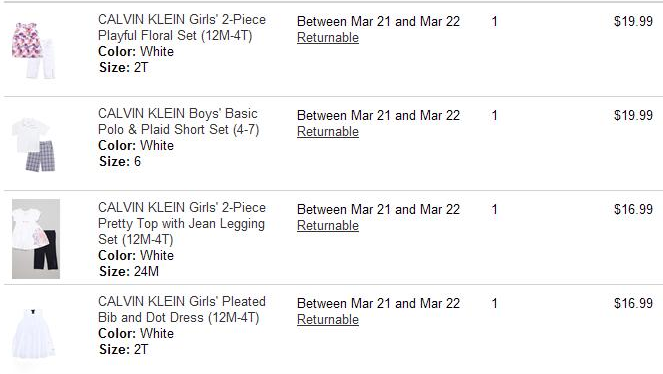 CALVIN KLEIN Girls' 2-Piece Between Mar 21 and Mar 22 1 $19.99
Playful Floral Set (12M-4T) Returnable
Color: White
Size: 2T
CALVIN KLEIN Boys' Basic Between Mar 21 and Mar 22 1 $19.99
Polo & Plaid Short Set (4-7) Returnable
Color: White
Size: 6
CALVIN KLEIN Girls' 2-Piece Between Mar 21 and Mar 22 1 $16.99
Pretty Top with Jean Legging Returnable
Set (12M-4T)
Color: White
Size: 24M
CALVIN KLEIN Girls' Pleated Between Mar 21 and Mar 22 1 $16.99
Bib and Dot Dress (12M-4T) Returnable
Color: White
Size: 2T